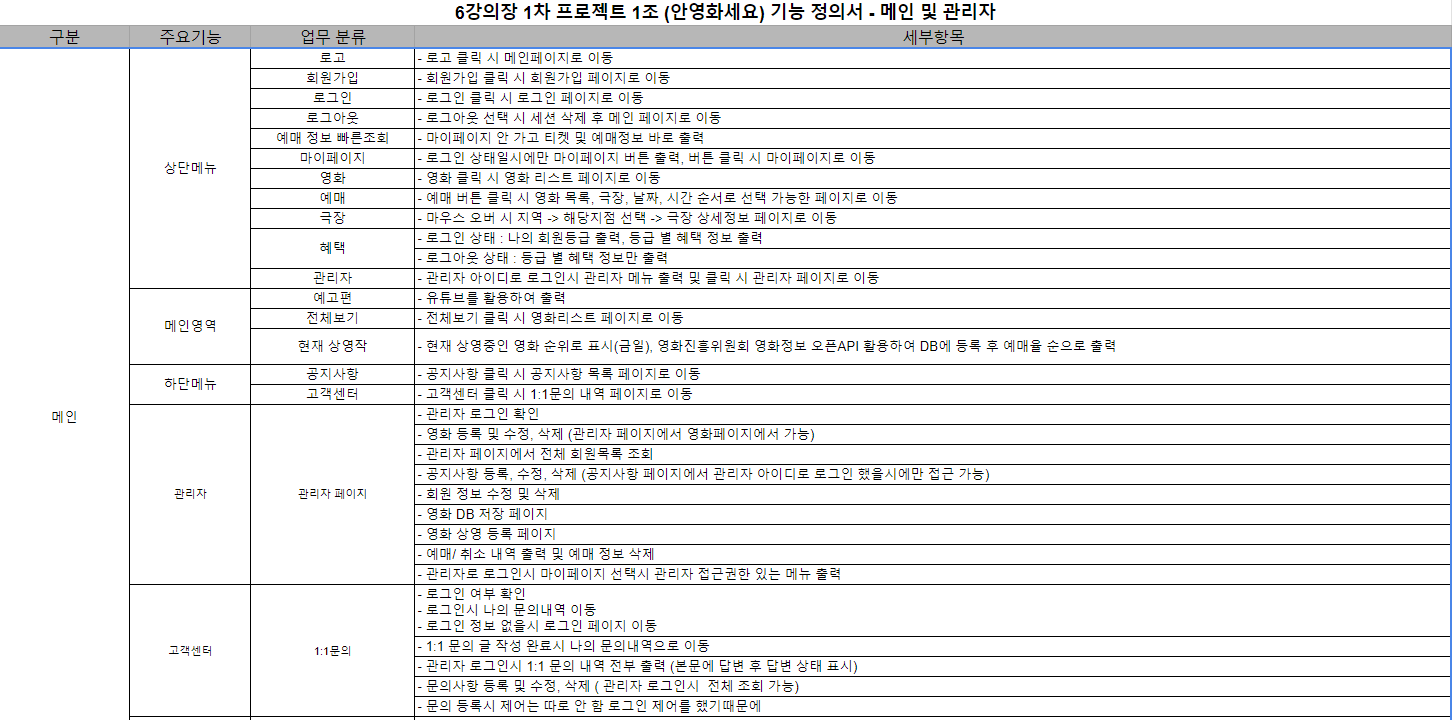 6강의장 1차 프로젝트 1조 (안영화세요) 기능 정의서 - 메인 및 관리자
구분 주요기능 업무 분류 세부항목
메인
상단메뉴
로고 - 로고 클릭 시 메인페이지로 이동
회원가입 - 회원가입 클릭 시 회원가입 페이지로 이동
로그인 - 로그인 클릭 시 로그인 페이지로 이동
로그아웃 - 로그아웃 선택 시 세션 삭제 후 메인 페이지로 이동
예매 정보 빠른조회 - 마이페이지 안 가고 티켓 및 예매정보 바로 출력
마이페이지 - 로그인 상태일시에만 마이페이지 버튼 출력, 버튼 클릭 시 마이페이지로 이동
영화 - 영화 클릭 시 영화 리스트 페이지로 이동
예매 - 예매 버튼 클릭 시 영화 목록, 극장, 날짜, 시간 순서로 선택 가능한 페이지로 이동
극장 - 마우스 오버 시 지역 -> 해당지점 선택 -> 극장 상세정보 페이지로 이동
혜택 - 로그인 상태 : 나의 회원등급 출력, 등급 별 혜택 정보 출력
- 로그아웃 상태 : 등급 별 혜택 정보만 출력
관리자 - 관리자 아이디로 로그인시 관리자 메뉴 출력 및 클릭 시 관리자 페이지로 이동
메인영역
예고편 - 유튜브를 활용하여 출력
전체보기 - 전체보기 클릭 시 영화리스트 페이지로 이동
현재 상영작 - 현재 상영중인 영화 순위로 표시(금일), 영화진흥위원회 영화정보 오픈API 활용하여 DB에 등록 후 예매율 순으로 출력
하단메뉴
공지사항 - 공지사항 클릭 시 공지사항 목록 페이지로 이동
고객센터 - 고객센터 클릭 시 1:1문의 내역 페이지로 이동
관리자 관리자 페이지
- 관리자 로그인 확인
- 영화 등록 및 수정, 삭제 (관리자 페이지에서 영화페이지에서 가능)
- 관리자 페이지에서 전체 회원목록 조회
- 공지사항 등록, 수정, 삭제 (공지사항 페이지에서 관리자 아이디로 로그인 했을시에만 접근 가능)
- 회원 정보 수정 및 삭제
- 영화 DB 저장 페이지
- 영화 상영 등록 페이지
- 예매/ 취소 내역 출력 및 예매 정보 삭제
- 관리자로 로그인시 마이페이지 선택시 관리자 접근권한 있는 메뉴 출력
고객센터 1:1문의
- 로그인 여부 확인
- 로그인시 나의 문의내역 이동
- 로그인 정보 없을시 로그인 페이지 이동
- 1:1 문의 글 작성 완료시 나의 문의내역으로 이동
- 관리자 로그인시 1:1 문의 내역 전부 출력 (본문에 답변 후 답변 상태 표시)
- 문의사항 등록 및 수정, 삭제 ( 관리자 로그인시 전체 조회 가능)
- 문의 등록시 제어는 따로 안 함 로그인 제어를 했기때문에